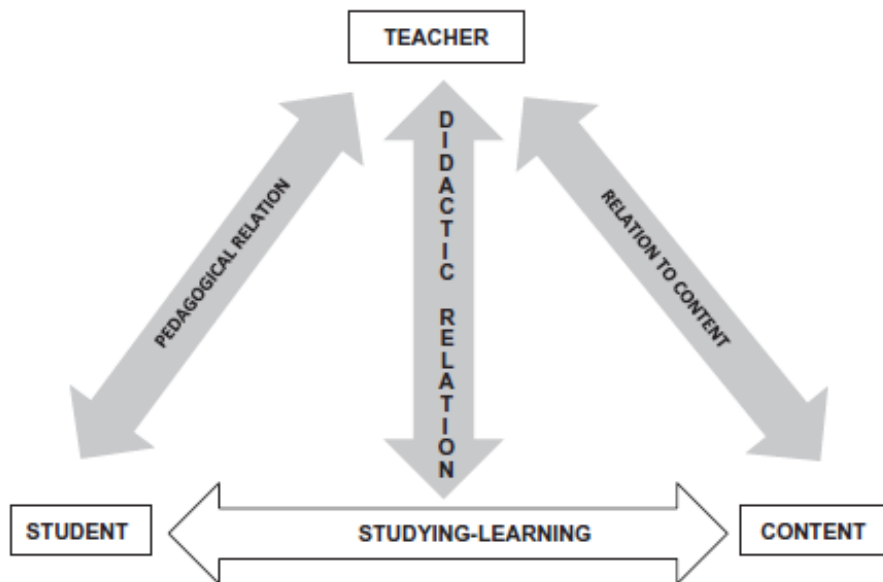 TEACHER
PEDAGOGICAL RELATION
DIDACTIC RELATION
RELATION TO CONTENT
STUDENT
STUDYING-LEARNING
CONTENT